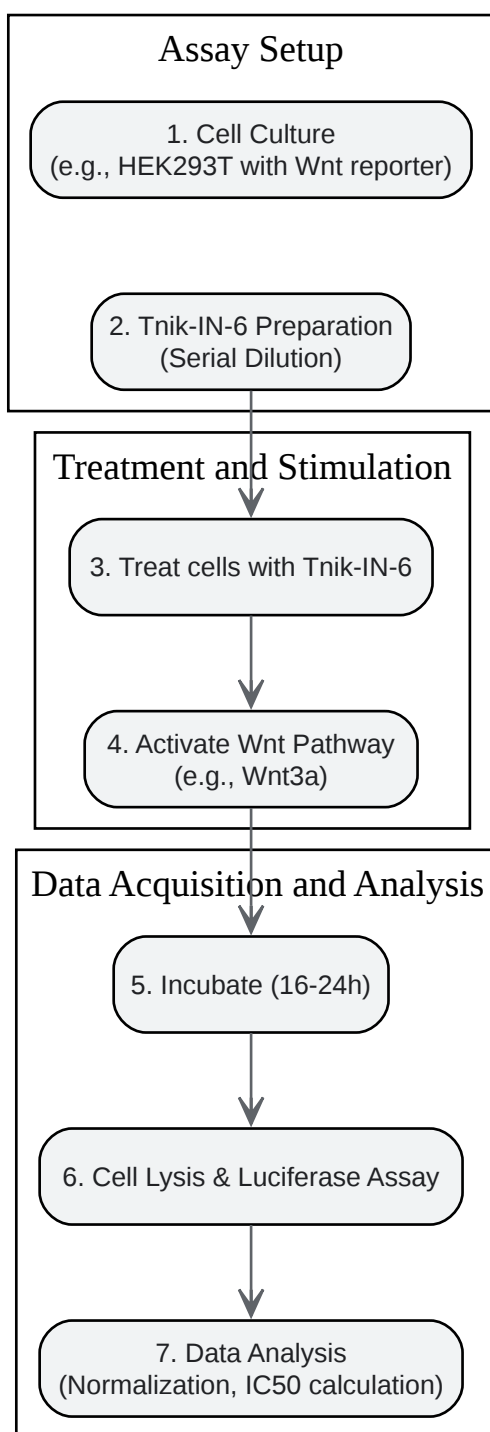 Assay Setup
1. Cell Culture
(e.g., HEK293T with Wnt reporter)
2. Tnik-IN-6 Preparation
(Serial Dilution)
Treatment and Stimulation
3. Treat cells with Tnik-IN-6
4. Activate Wnt Pathway
(e.g., Wnt3a)
Data Acquisition and Analysis
5. Incubate (16-24h)
6. Cell Lysis & Luciferase Assay
7. Data Analysis
(Normalization, IC50 calculation)